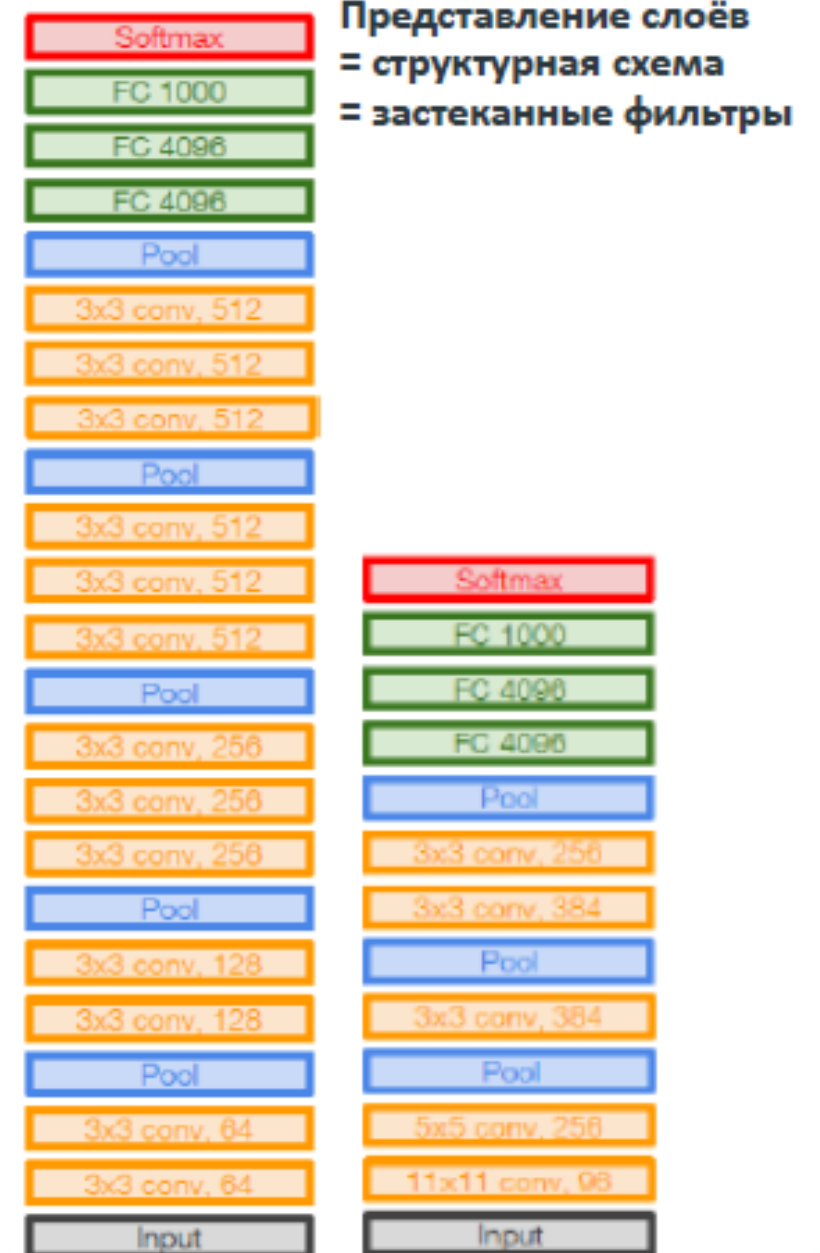 Представление слоёв
= структурная схема
= застеканные фильтры
Softmax
FC 1000
FC 4096
FC 4096
Pool
3x3 conv, 512
3x3 conv, 512
3x3 conv, 512
Pool
3x3 conv, 512
3x3 conv, 512
3x3 conv, 512
Pool
3x3 conv, 256
3x3 conv, 256
3x3 conv, 256
Pool
3x3 conv, 128
3x3 conv, 128
Pool
3x3 conv, 64
3x3 conv, 64
Input
Softmax
FC 1000
FC 4096
FC 4096
Pool
3x3 conv, 256
3x3 conv, 384
Pool
3x3 conv, 384
Pool
5x5 conv, 256
11x11 conv, 96
Input